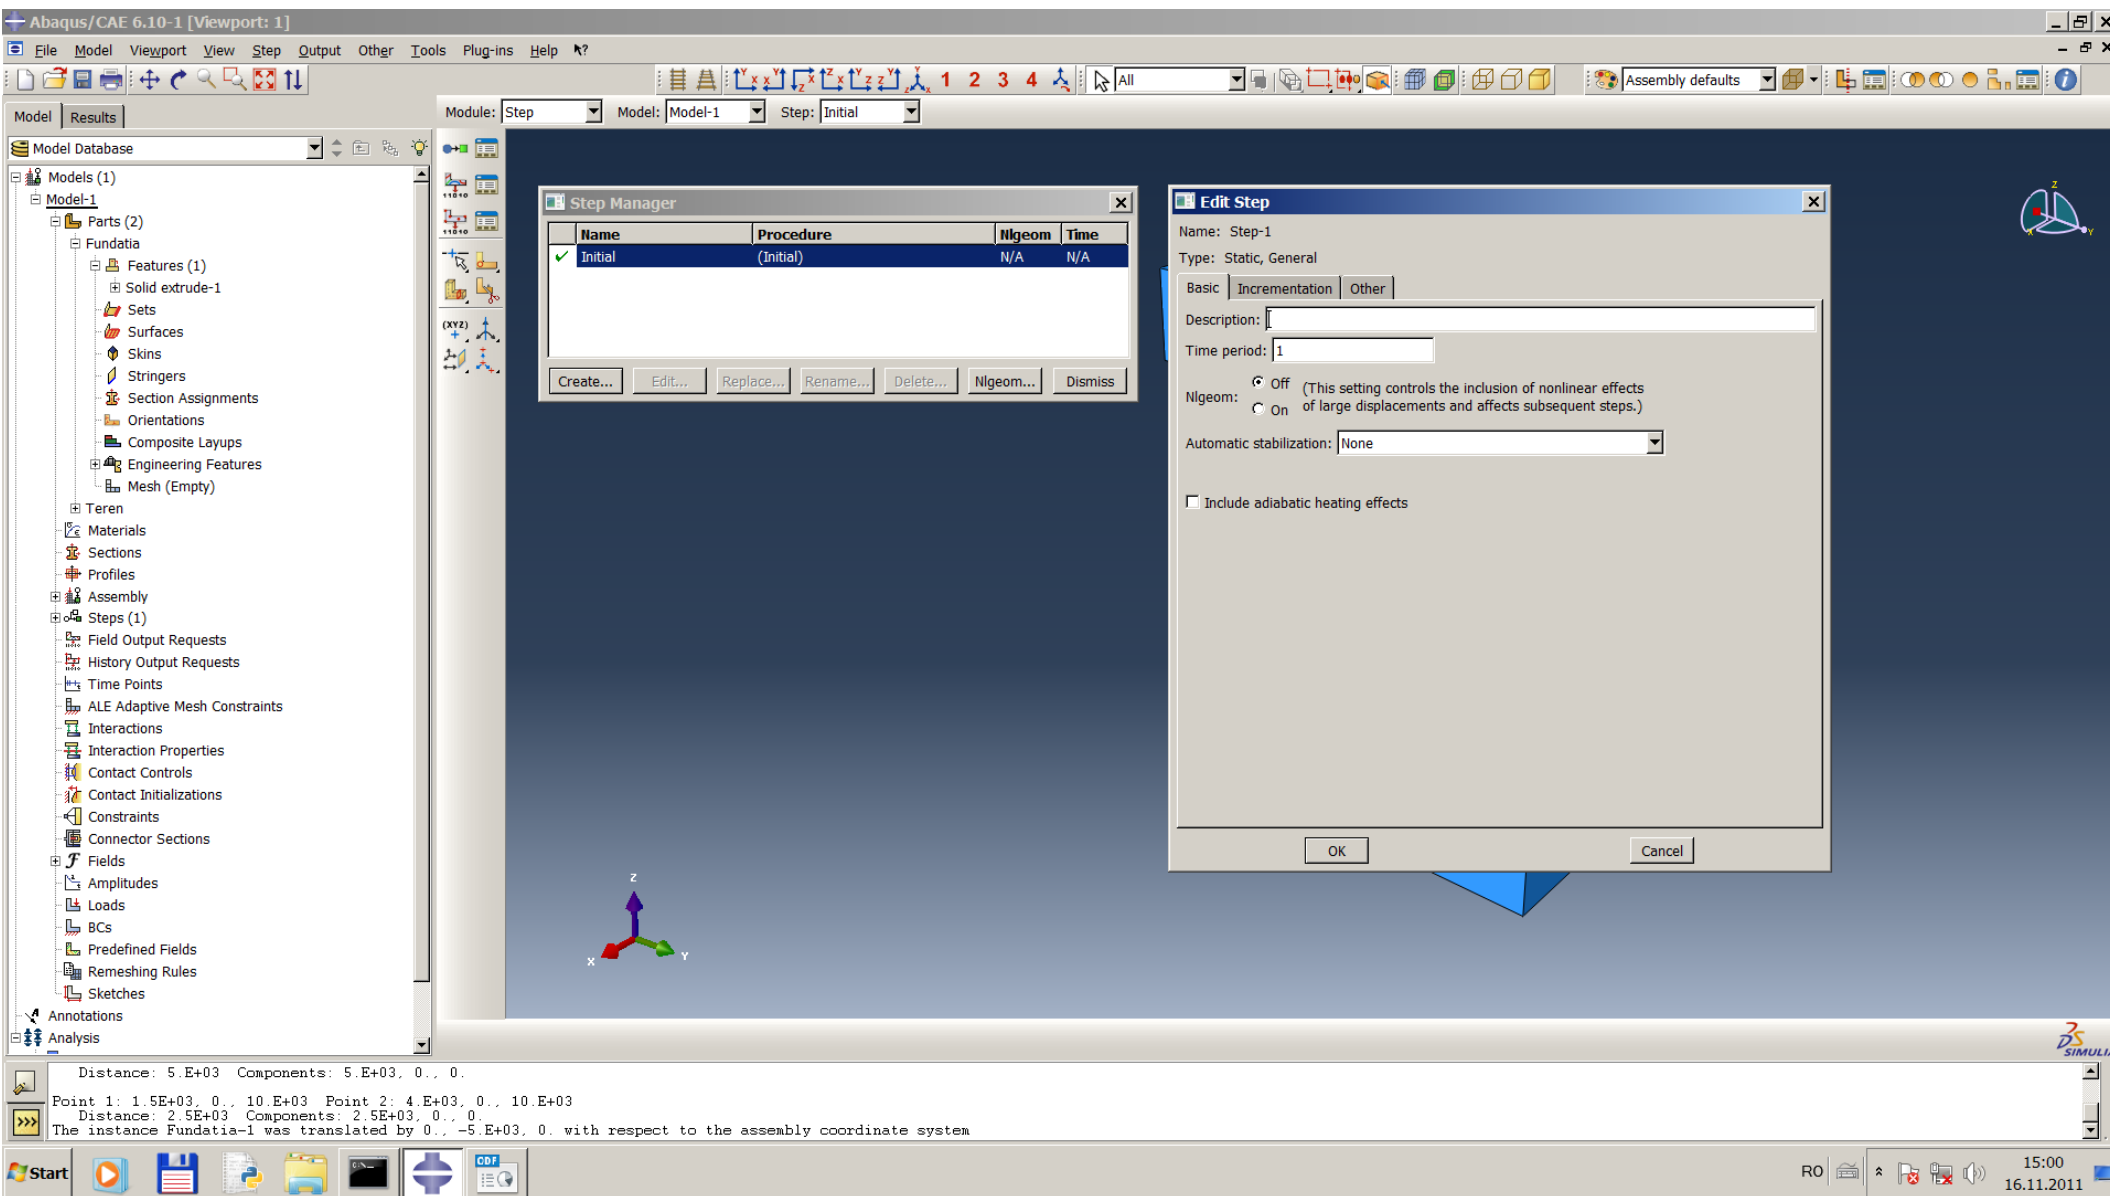 Abaqus/CAE 6.10-1 [Viewport: 1]
File Model Viewport View Step Output Other Tools Plug-ins Help
1 2 3 4 All Assembly defaults
Model Results
Module: Step Model: Model-1 Step: Initial
Model Database
Models (1)
Model-1
Parts (2)
Fundatia
Features (1)
Solid extrude-1
Sets
Surfaces
Skins
Stringers
Section Assignments
Orientations
Composite Layups
Engineering Features
Mesh (Empty)
Teren
Materials
Sections
Profiles
Assembly
Steps (1)
Field Output Requests
History Output Requests
Time Points
ALE Adaptive Mesh Constraints
Interactions
Interaction Properties
Contact Controls
Contact Initializations
Constraints
Connector Sections
Fields
Amplitudes
Loads
BCs
Predefined Fields
Remeshing Rules
Sketches
Annotations
Analysis
(XYZ)
Step Manager
Name Procedure Nlgeom Time
Initial (Initial) N/A N/A
Create... Edit... Replace... Rename... Delete... Nlgeom... Dismiss
Edit Step
Name: Step-1
Type: Static, General
Basic Incrementation Other
Description:
Time period: 1
Nlgeom: Off (This setting controls the inclusion of nonlinear effects
On of large displacements and affects subsequent steps.)
Automatic stabilization: None
Include adiabatic heating effects
OK Cancel
Z
X
Y
Z
Y
SIMULI
Distance: 5.E+03 Components: 5.E+03, 0., 0.
Point 1: 1.5E+03, 0., 10.E+03 Point 2: 4.E+03, 0., 10.E+03
Distance: 2.5E+03 Components: 2.5E+03, 0., 0.
The instance Fundatia-1 was translated by 0., -5.E+03, 0. with respect to the assembly coordinate system
Start
ODF
RO
15:00
16.11.2011